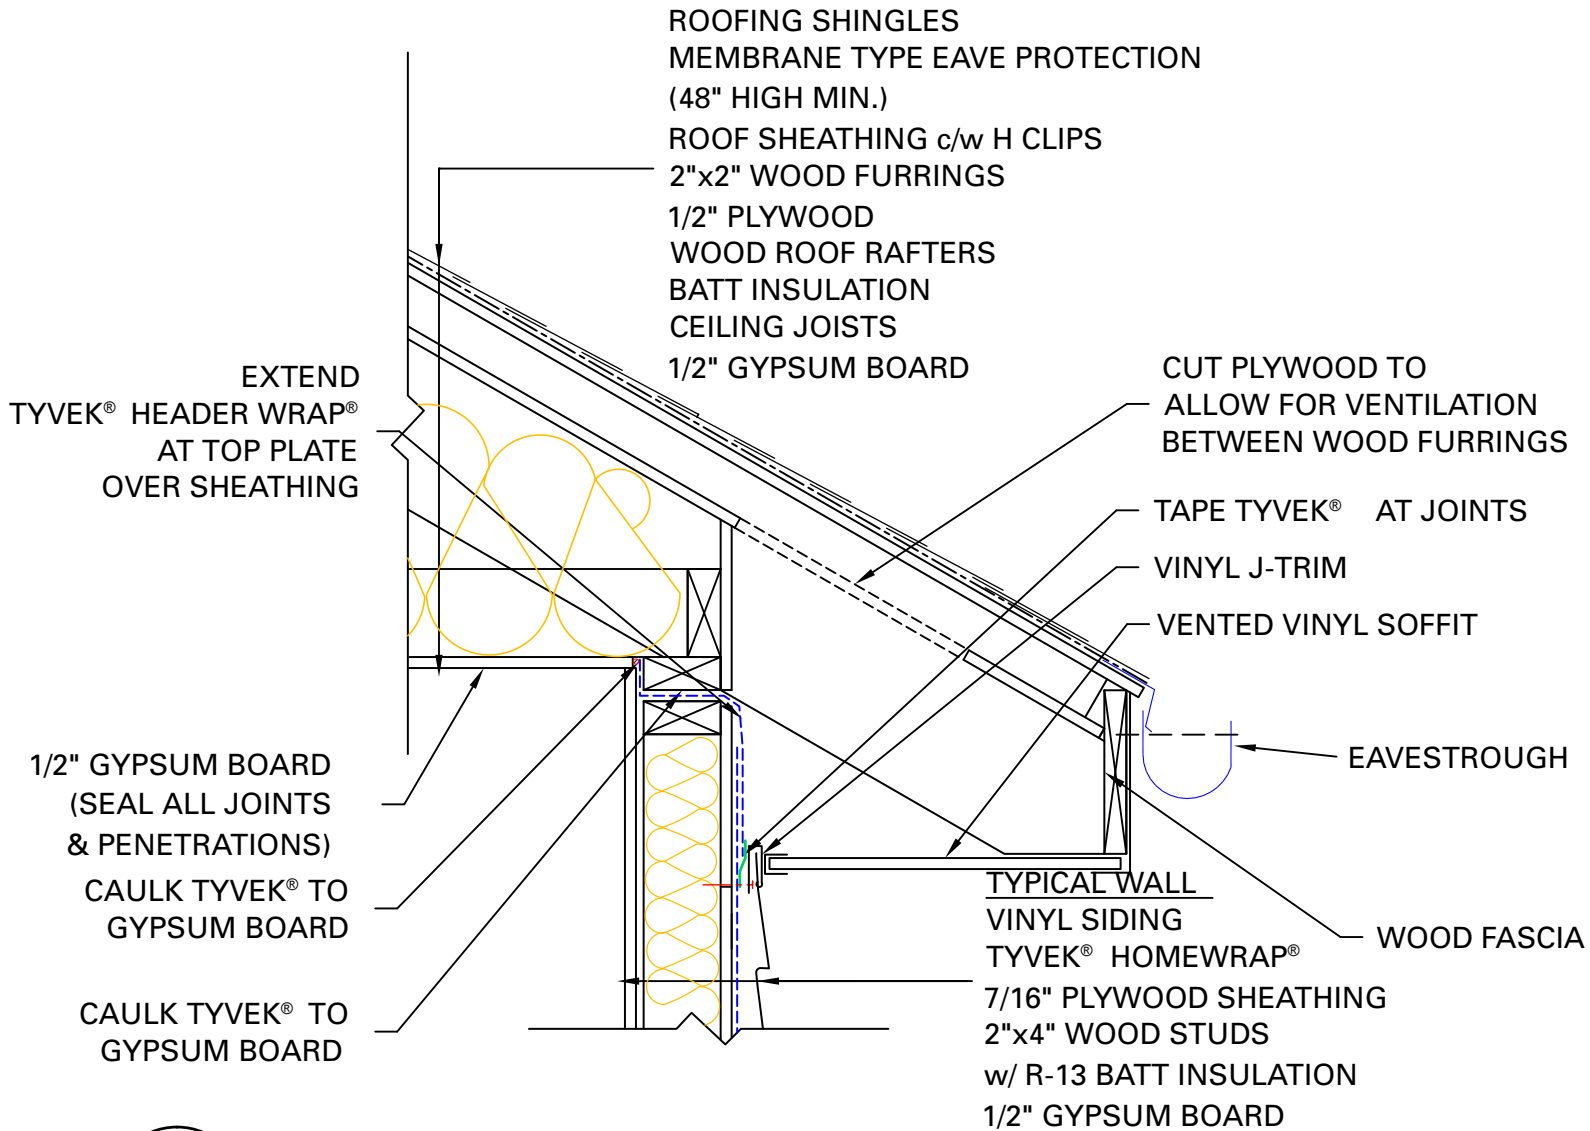 ROOFING SHINGLES
MEMBRANE TYPE EAVE PROTECTION
(48" HIGH MIN.)
ROOF SHEATHING c/w H CLIPS
2"x2" WOOD FURRINGS
1/2" PLYWOOD
WOOD ROOF RAFTERS
BATT INSULATION
CEILING JOISTS
1/2" GYPSUM BOARD
EXTEND
TYVEK® HEADER WRAP®
AT TOP PLATE
OVER SHEATHING
CUT PLYWOOD TO
ALLOW FOR VENTILATION
BETWEEN WOOD FURRINGS
TAPE TYVEK® AT JOINTS
VINYL J-TRIM
VENTED VINYL SOFFIT
EAVESTROUGH
1/2" GYPSUM BOARD
(SEAL ALL JOINTS
& PENETRATIONS)
CAULK TYVEK® TO
GYPSUM BOARD
CAULK TYVEK® TO
GYPSUM BOARD
WOOD FASCIA
TYPICAL WALL
VINYL SIDING
TYVEK® HOMEWRAP®
7/16" PLYWOOD SHEATHING
2"x4" WOOD STUDS
w/ R-13 BATT INSULATION
1/2" GYPSUM BOARD